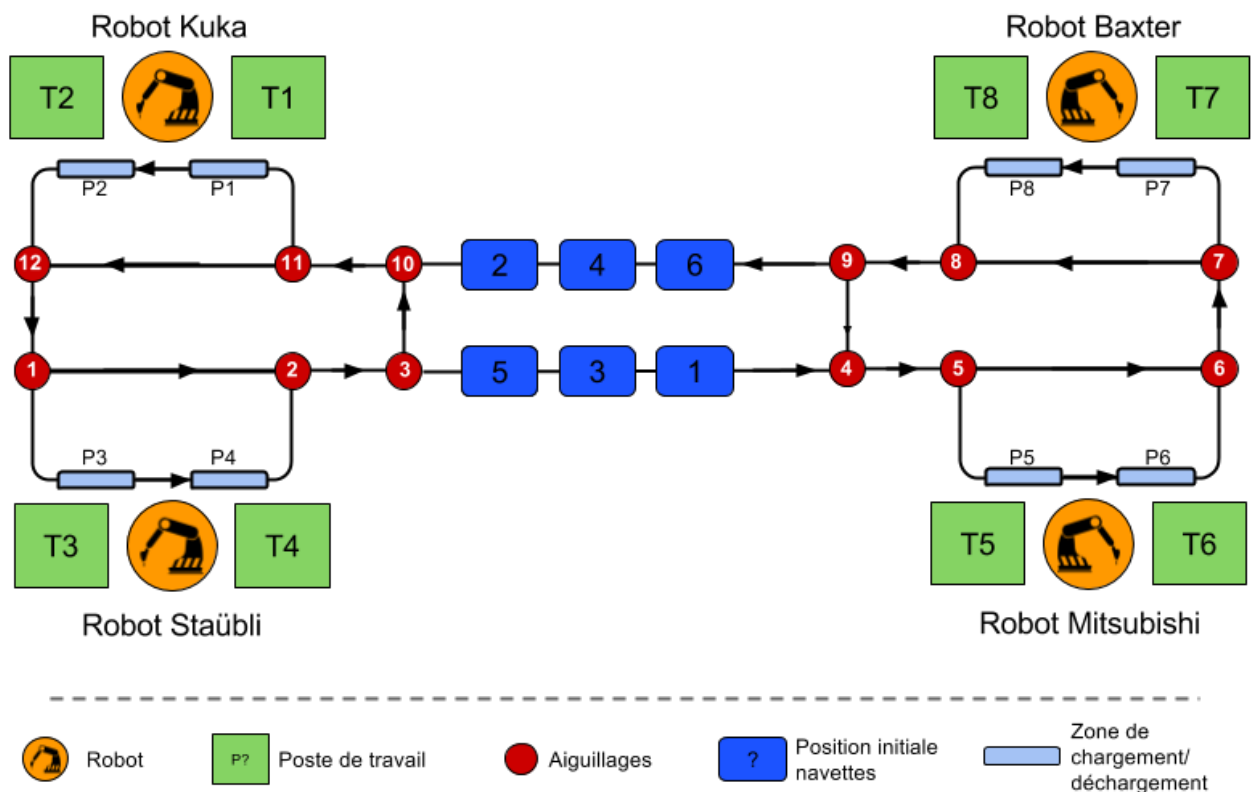 Robot Kuka
Robot Baxter
T2
T1
T8
T7
P2
P1
P8
P7
12
11
10
2
4
6
9
8
7
1
2
3
5
3
1
4
5
6
P3
P4
P5
P6
T3
T4
T5
T6
Robot Staübli
Robot Mitsubishi
Robot
P?
Poste de travail
Aiguillages
?
Position initiale
navettes
Zone de
chargement/
déchargement